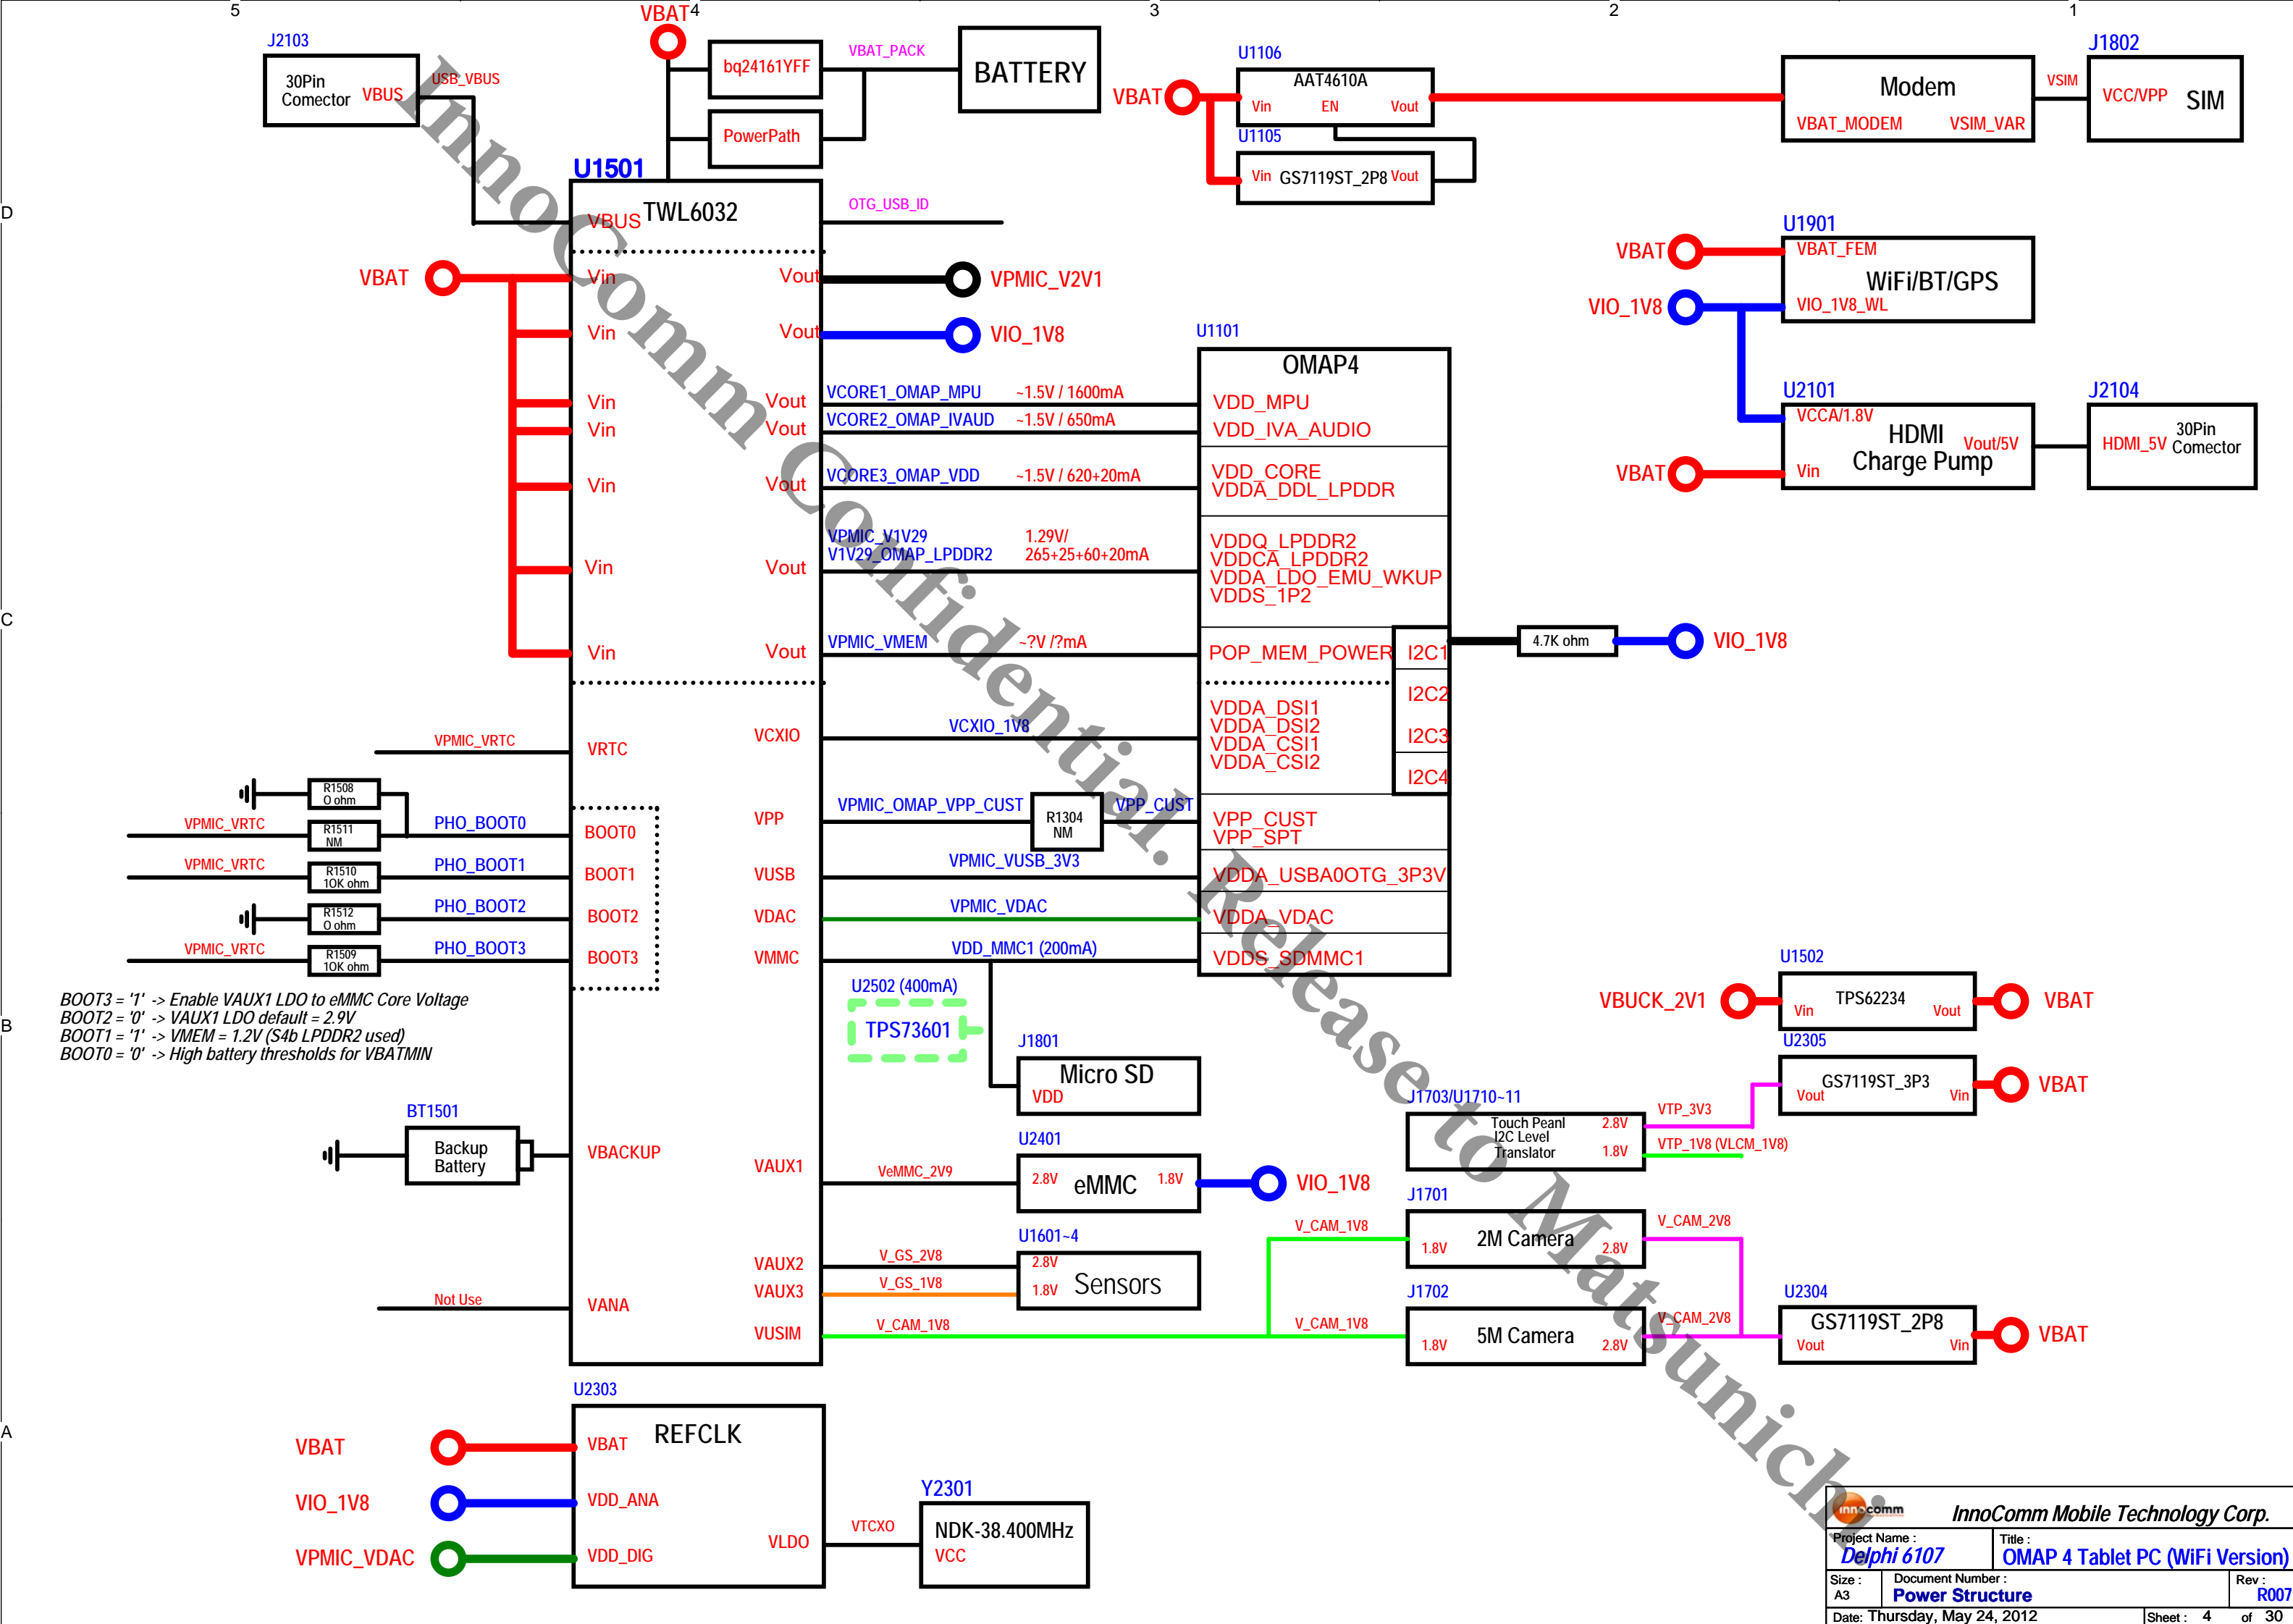 5
4
3
2
1
D
C
B
A
J2103
30Pin
Comector
VBUS
USB_VBUS
VBAT
bq24161YFF
PowerPath
VBAT_PACK
BATTERY
U1106
VBAT
AAT4610A
Vin EN Vout
U1105
Vin GS7119ST_2P8 Vout
Modem
VBAT_MODEM VSIM_VAR
VSIM
J1802
VCC/VPP SIM
U1501
TWL6032
VBUS
OTG_USB_ID
VBAT
Vin Vout
VPMIC_V2V1
Vin Vout
VIO_1V8
Vin Vout
VCORE1_OMAP_MPU ~1.5V / 1600mA
Vin Vout
VCORE2_OMAP_IVAUD ~1.5V / 650mA
Vin Vout
VCORE3_OMAP_VDD ~1.5V / 620+20mA
VPMIC_V1V29 1.29V/
V1V29_OMAP_LPDDR2 265+25+60+20mA
Vin Vout
VPMIC_VMEM ~?V /?mA
Vin Vout
U1101
OMAP4
VDD_MPU
VDD_IVA_AUDIO
VDD_CORE
VDDA_DDL_LPDDR
VDDQ_LPDDR2
VDDCA_LPDDR2
VDDA_LDO_EMU_WKUP
VDDS_1P2
POP_MEM_POWER
I2C1
I2C2
I2C3
I2C4
VDDA_DSI1
VDDA_DSI2
VDDA_CSI1
VDDA_CSI2
VPP_CUST
VPP_SPT
VDDA_USBA0OTG_3P3V
VDDA_VDAC
VDDS_SDMMC1
4.7K ohm
VIO_1V8
U1901
VBAT
VBAT_FEM
WiFi/BT/GPS
VIO_1V8
VIO_1V8_WL
U2101
VCCA/1.8V
HDMI
Charge Pump
Vout/5V
VBAT
Vin
J2104
HDMI_5V
30Pin
Comector
VPMIC_VRTC
VRTC
VCXIO
VCXIO_1V8
R1508
0 ohm
VPMIC_VRTC
R1511
NM
PHO_BOOT0
BOOT0
VPMIC_VRTC
R1510
10K ohm
PHO_BOOT1
BOOT1
R1512
0 ohm
PHO_BOOT2
BOOT2
VPMIC_VRTC
R1509
10K ohm
PHO_BOOT3
BOOT3
VPP
VPMIC_OMAP_VPP_CUST
R1304
NM
VPP_CUST
VUSB
VPMIC_VUSB_3V3
VDAC
VPMIC_VDAC
VMMC
VDD_MMC1 (200mA)
BOOT3 = '1' -> Enable VAUX1 LDO to eMMC Core Voltage
BOOT2 = '0' -> VAUX1 LDO default = 2.9V
BOOT1 = '1' -> VMEM = 1.2V (S4b LPDDR2 used)
BOOT0 = '0' -> High battery thresholds for VBATMIN
U2502 (400mA)
TPS73601
J1801
Micro SD
VDD
BT1501
Backup
Battery
VBACKUP
VAUX1
VeMMC_2V9
U2401
2.8V eMMC 1.8V
VIO_1V8
VAUX2
V_GS_2V8
VAUX3
V_GS_1V8
U1601~4
2.8V
1.8V
Sensors
Not Use
VANA
VUSIM
V_CAM_1V8
U1502
VBUCK_2V1
TPS62234
Vin Vout
VBAT
U2305
GS7119ST_3P3
Vout Vin
VBAT
J1703/U1710~11
Touch Peanl
I2C Level
Translator
2.8V
1.8V
VTP_3V3
VTP_1V8 (VLCM_1V8)
J1701
V_CAM_1V8
2M Camera
1.8V 2.8V
V_CAM_2V8
J1702
V_CAM_1V8
5M Camera
1.8V 2.8V
V_CAM_2V8
U2304
GS7119ST_2P8
Vout Vin
VBAT
U2303
REFCLK
VBAT
VBAT
VIO_1V8
VDD_ANA
VPMIC_VDAC
VDD_DIG
VLDO
VTCXO
Y2301
NDK-38.400MHz
VCC
InnoComm Confidential. Release to Matsunichi
innocomm
InnoComm Mobile Technology Corp.
Project Name :
Delphi 6107
Title :
OMAP 4 Tablet PC (WiFi Version)
Size :
A3
Document Number :
Power Structure
Rev :
R007
Date: Thursday, May 24, 2012
Sheet : 4 of 30